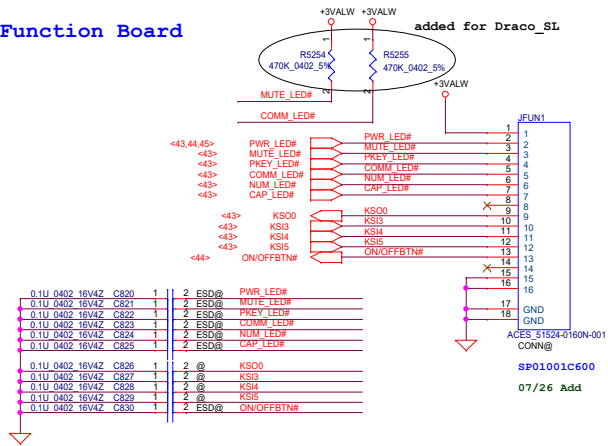 Function Board
+3VALW +3VALW
added for Draco_SL
1 1
R5254 R5255
470K_0402_5% 470K_0402_5%
2 2
+3VALW
MUTE_LED#
COMM_LED#
JFUN1
1 1
<43,44,45> PWR_LED# PWR_LED# 2 2
<43> MUTE_LED# MUTE_LED# 3 3
<43> PKEY_LED# PKEY_LED# 4 4
<43> COMM_LED# COMM_LED# 5 5
<43> NUM_LED# NUM_LED# 6 6
<43> CAP_LED# CAP_LED# 7 7
8 8
<43> KSO0 KSO0 9 9
<43> KSI3 KSI3 10 10
<43> KSI4 KSI4 11 11
<43> KSI5 KSI5 12 12
<44> ON/OFFBTN# ON/OFFBTN# 13 13
14 14
15 15
16 16
17 GND
18 GND
ACES_51524-0160N-001
CONN@
SP01001C600
07/26 Add
0.1U_0402_16V4Z C820 1 2 ESD@ PWR_LED#
0.1U_0402_16V4Z C821 1 2 ESD@ MUTE_LED#
0.1U_0402_16V4Z C822 1 2 ESD@ PKEY_LED#
0.1U_0402_16V4Z C823 1 2 ESD@ COMM_LED#
0.1U_0402_16V4Z C824 1 2 ESD@ NUM_LED#
0.1U_0402_16V4Z C825 1 2 ESD@ CAP_LED#
0.1U_0402_16V4Z C826 1 2 @ KSO0
0.1U_0402_16V4Z C827 1 2 @ KSI3
0.1U_0402_16V4Z C828 1 2 @ KSI4
0.1U_0402_16V4Z C829 1 2 @ KSI5
0.1U_0402_16V4Z C830 1 2 ESD@ ON/OFFBTN#